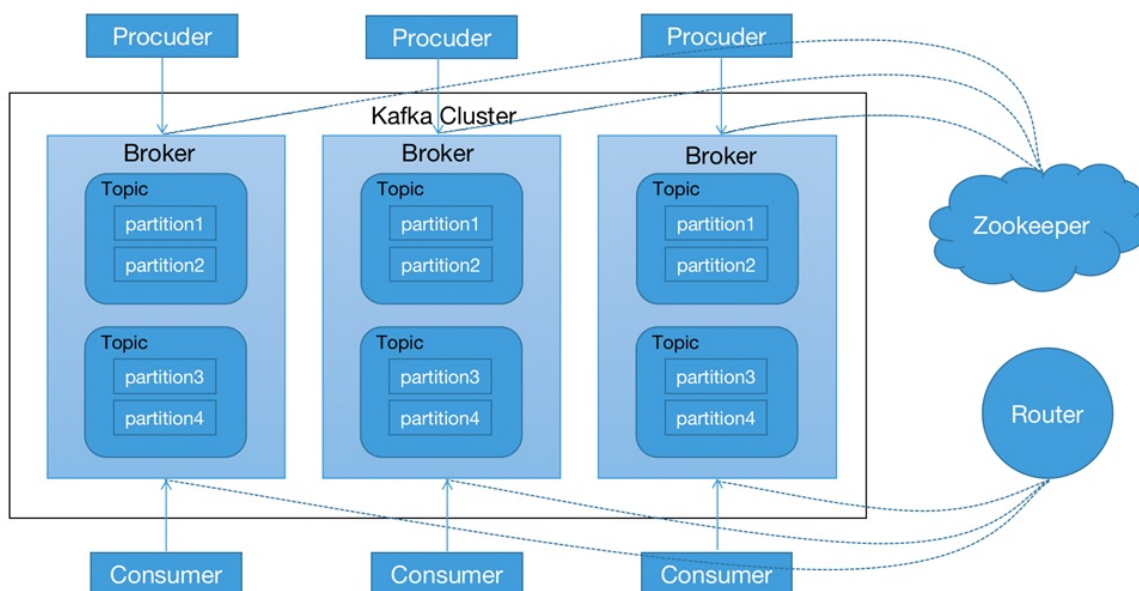 Procuder
Procuder
Procuder
Kafka Cluster
Broker
Topic
partition1
partition2
Topic
partition3
partition4
Broker
Topic
partition1
partition2
Topic
partition3
partition4
Broker
Topic
partition1
partition2
Topic
partition3
partition4
Zookeeper
Router
Consumer
Consumer
Consumer